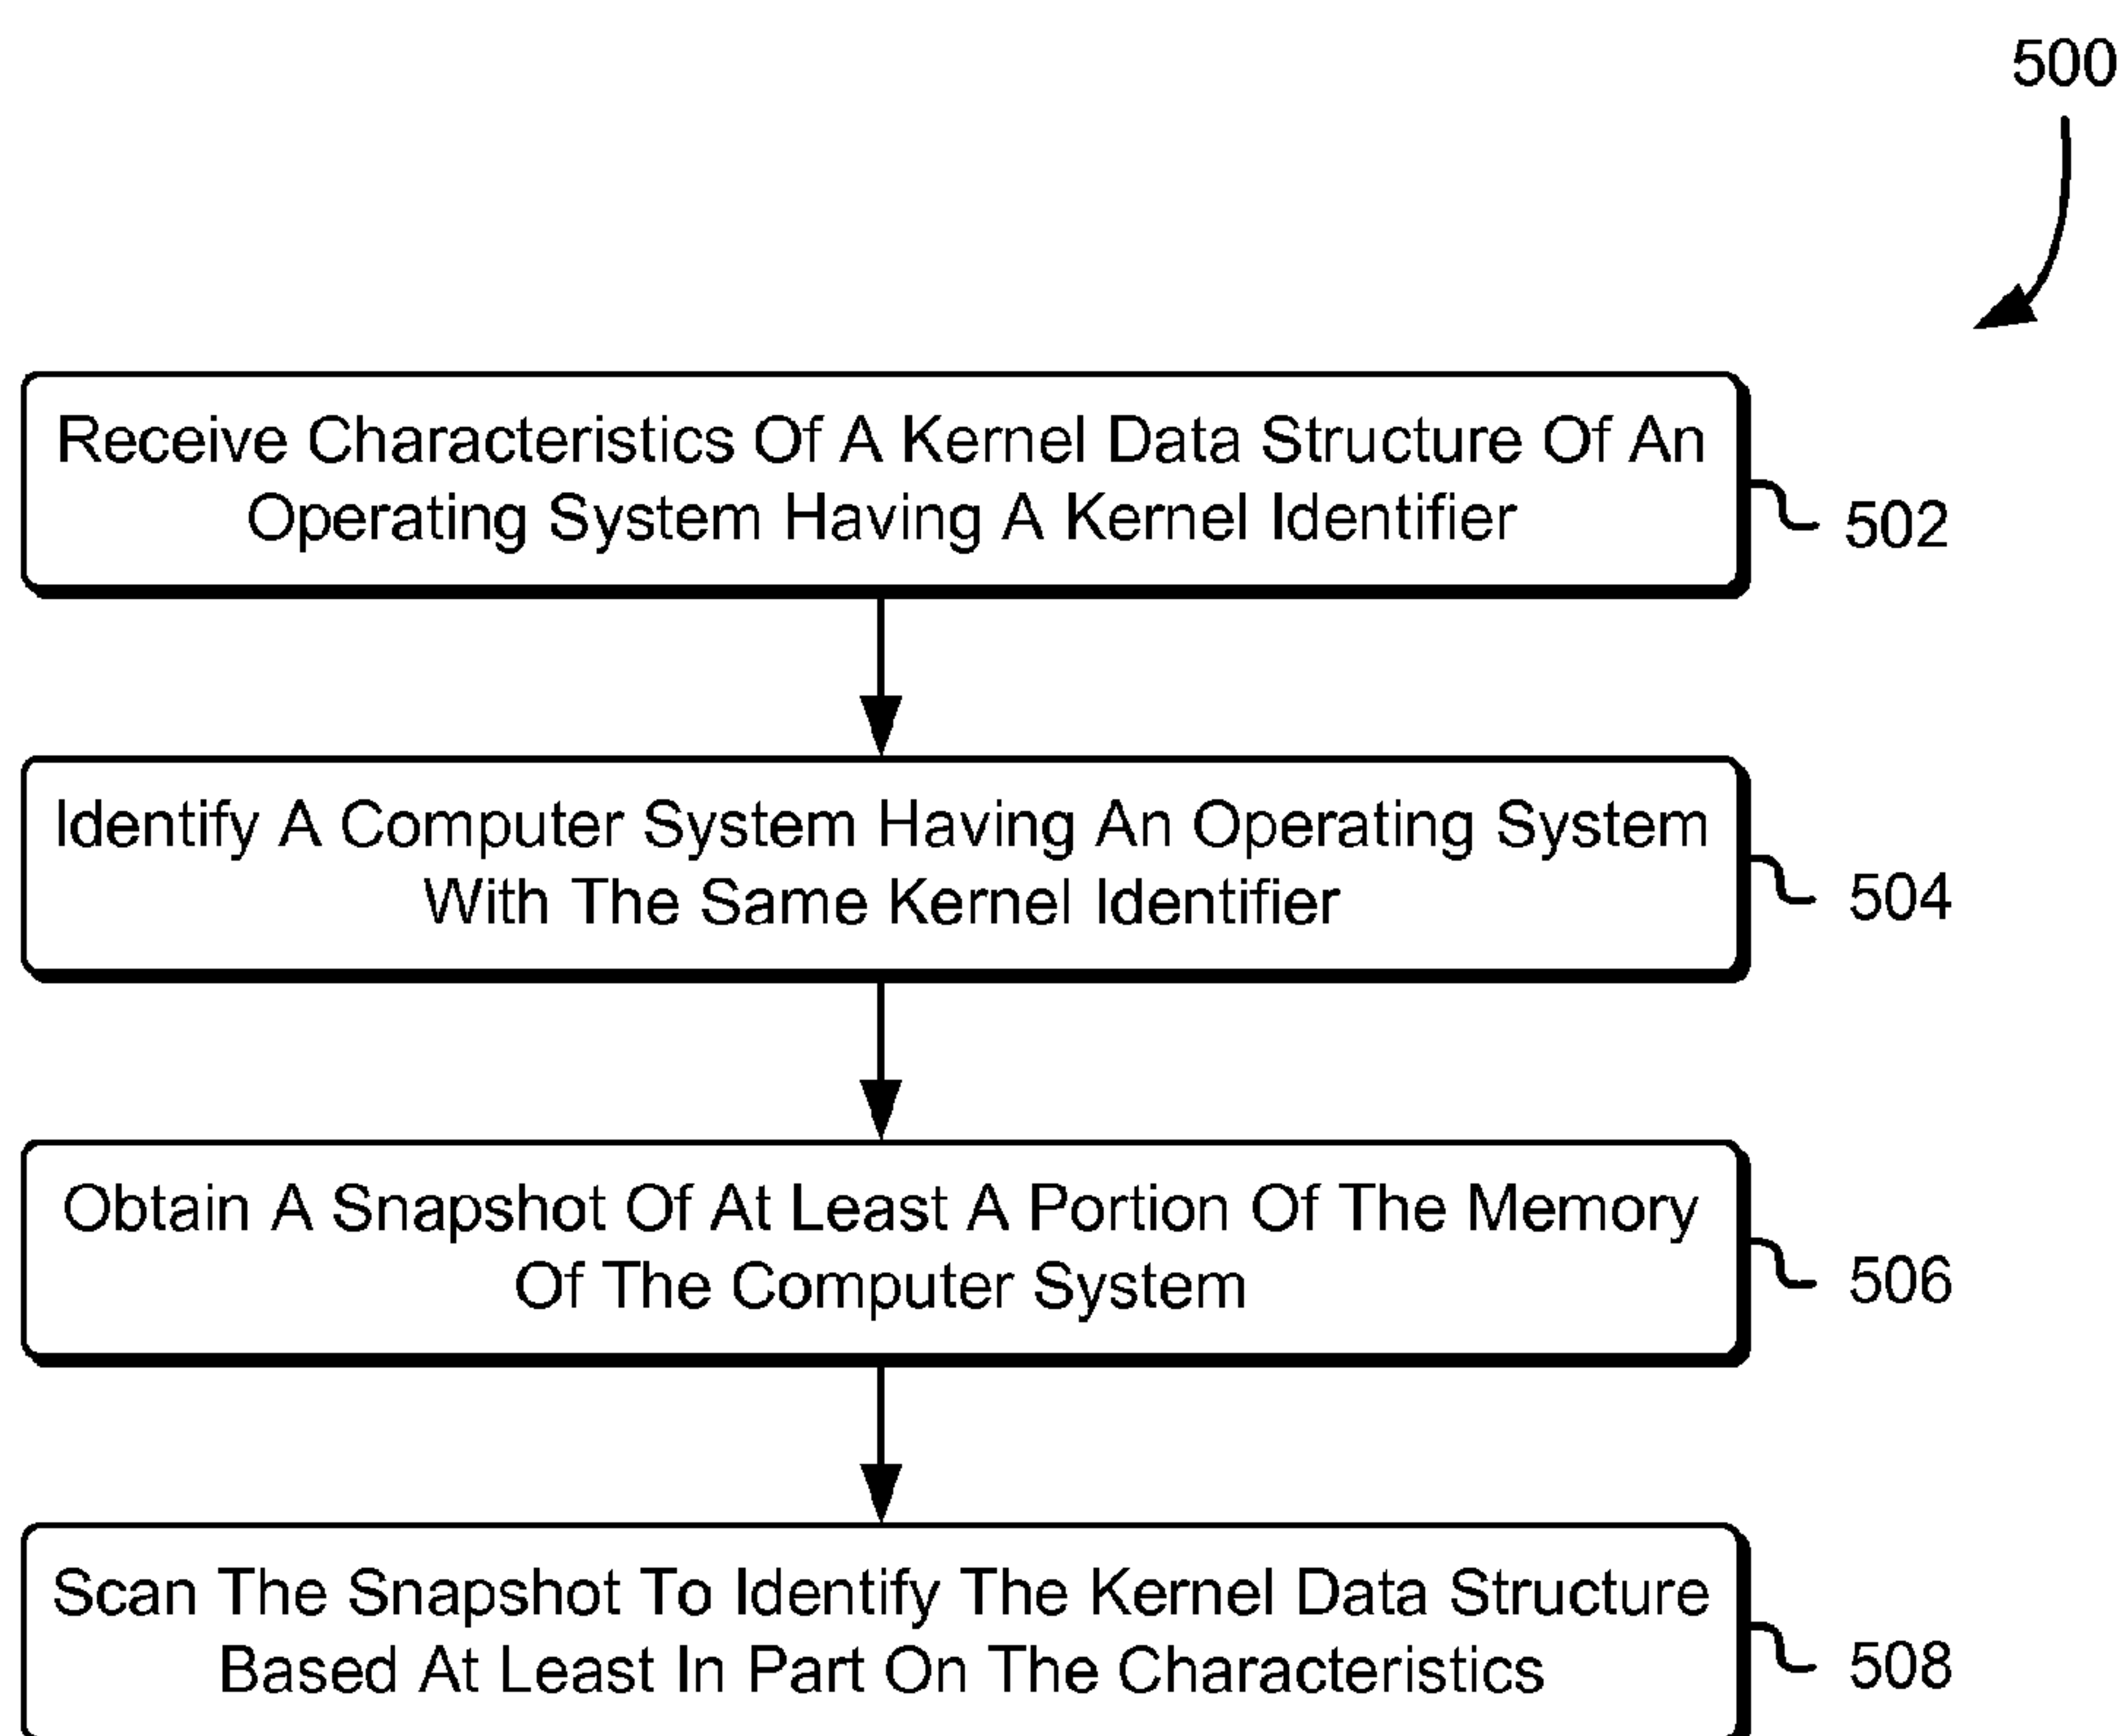 500
Receive Characteristics Of A Kernel Data Structure Of An
Operating System Having A Kernel Identifier
502
Identify A Computer System Having An Operating System
With The Same Kernel Identifier
504
Obtain A Snapshot Of At Least A Portion Of The Memory
Of The Computer System
506
Scan The Snapshot To Identify The Kernel Data Structure
Based At Least In Part On The Characteristics
508